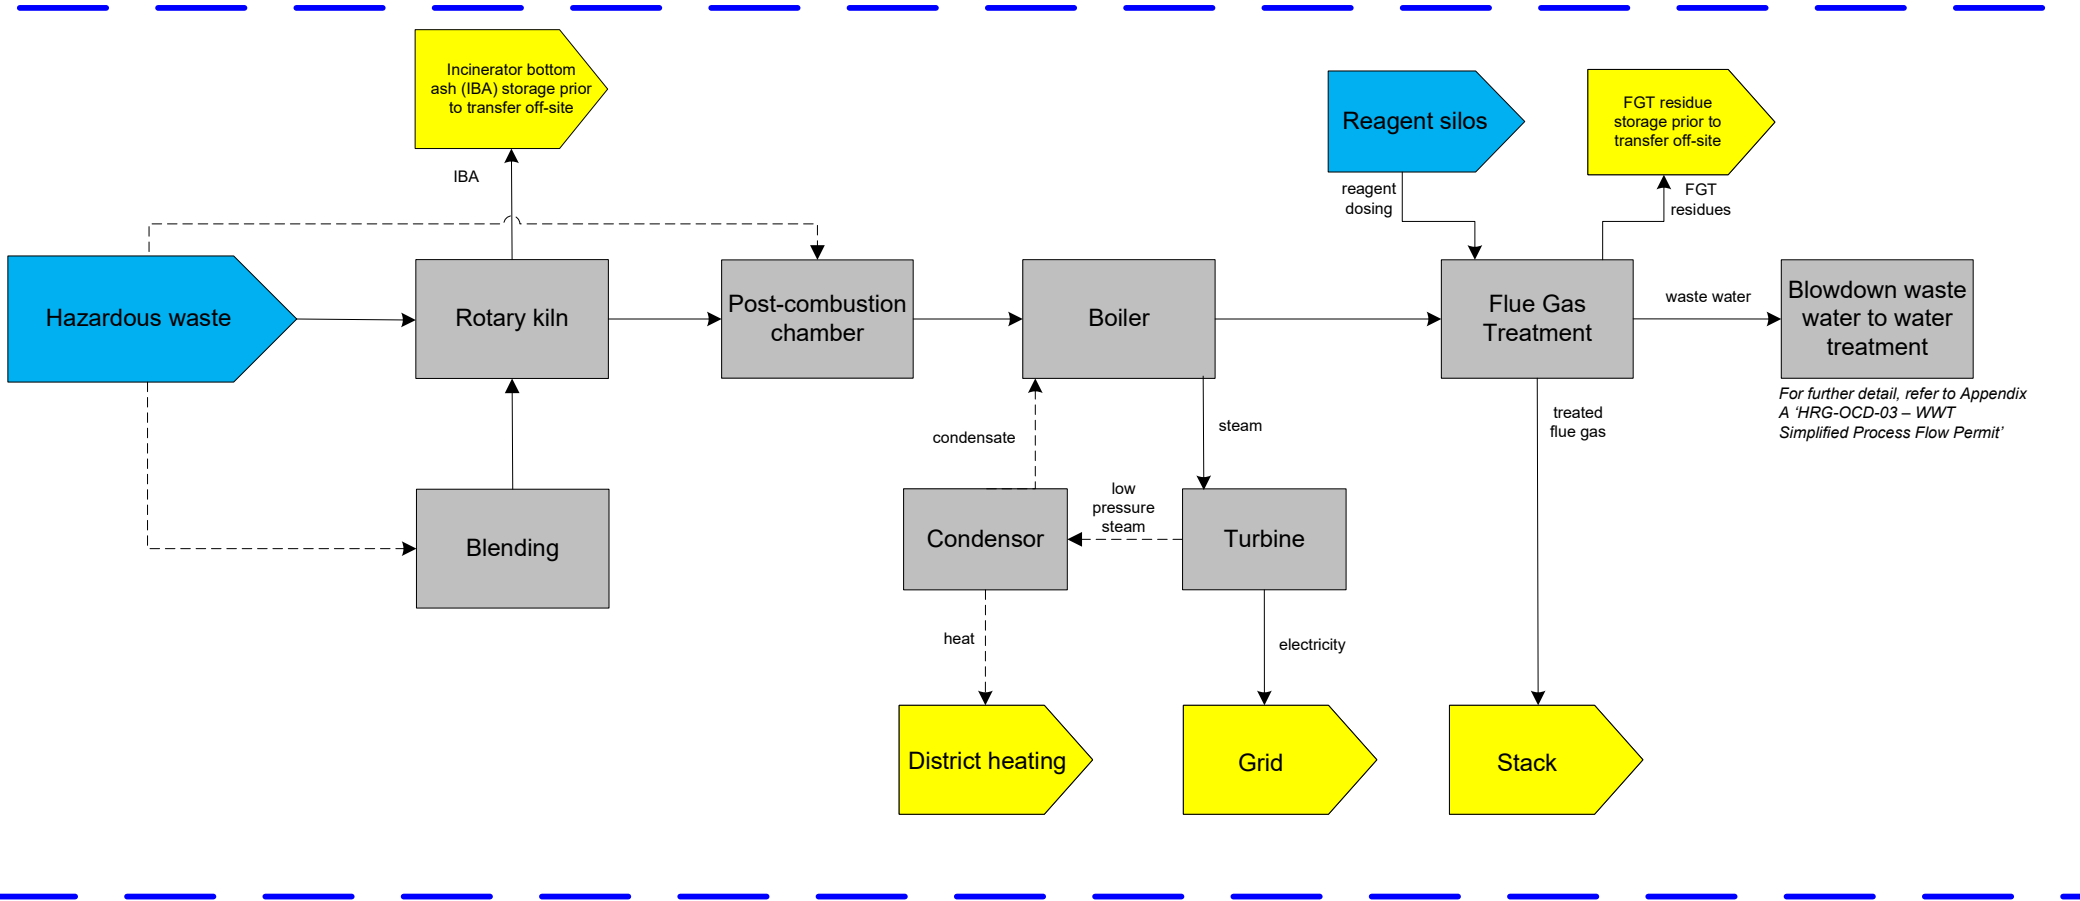 Incinerator bottom
ash (IBA) storage prior
to transfer off-site
Reagent silos
FGT residue
storage prior to
transfer off-site
IBA
reagent
dosing
FGT
residues
Hazardous waste
Rotary kiln
Post-combustion
chamber
Boiler
Flue Gas
Treatment
waste water
Blowdown waste
water to water
treatment
For further detail, refer to Appendix
A ‘HRG-OCD-03 – WWT
Simplified Process Flow Permit’
condensate
steam
treated
flue gas
low
pressure
steam
Blending
Condensor
Turbine
heat
electricity
District heating
Grid
Stack